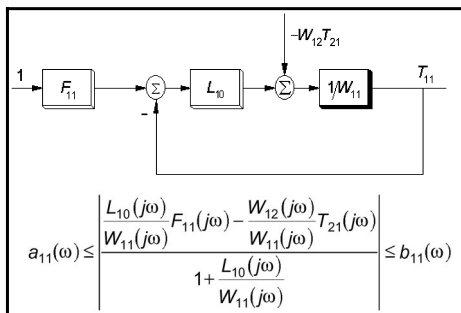 -W₁₂T₂₁
1 F₁₁ Σ L₁₀ Σ 1/W₁₁ T₁₁
-
a₁₁(ω) ≤ | (L₁₀(jω)/W₁₁(jω) F₁₁(jω) - W₁₂(jω)/W₁₁(jω) T₂₁(jω)) / (1 + L₁₀(jω)/W₁₁(jω)) | ≤ b₁₁(ω)